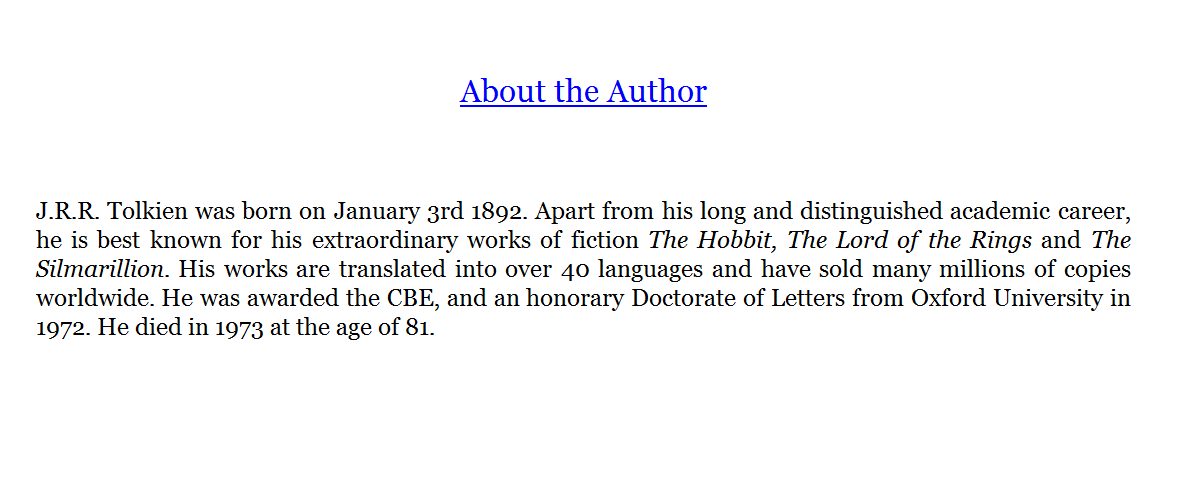 About the Author
J.R.R. Tolkien was born on January 3rd 1892. Apart from his long and distinguished academic career,
he is best known for his extraordinary works of fiction The Hobbit, The Lord of the Rings and The
Silmarillion. His works are translated into over 40 languages and have sold many millions of copies
worldwide. He was awarded the CBE, and an honorary Doctorate of Letters from Oxford University in
1972. He died in 1973 at the age of 81.